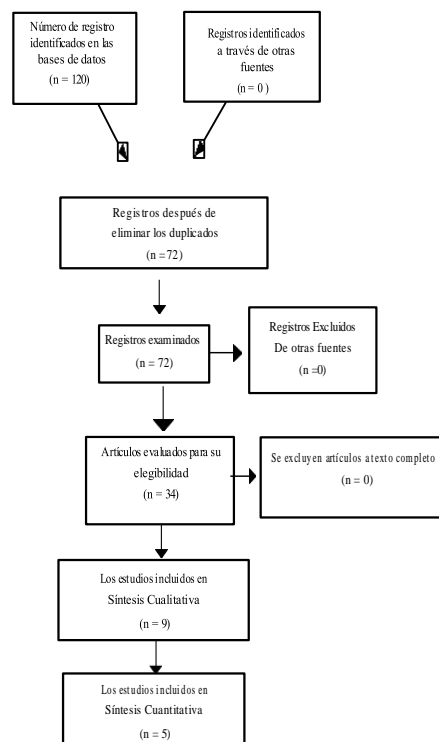 Número de registro
identificados en las
bases de datos
(n = 120)
Registros identificados
a través de otras
fuentes
(n = 0 )
Registros después de
eliminar los duplicados
(n = 72)
Registros examinados
(n = 72)
Registros Excluidos
De otras fuentes
(n =0)
Artículos evaluados para su
elegibilidad
(n = 34)
Se excluyen artículos a texto completo
(n = 0)
Los estudios incluidos en
Síntesis Cualitativa
(n = 9)
Los estudios incluidos en
Síntesis Cuantitativa
(n = 5)